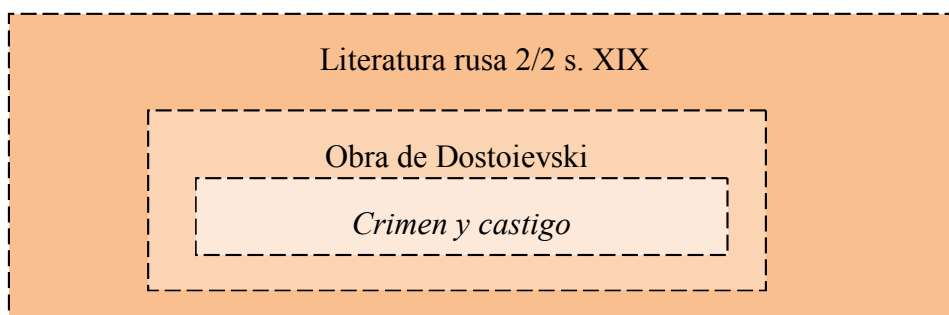 Literatura rusa 2/2 s. XIX
Obra de Dostoievski
Crimen y castigo